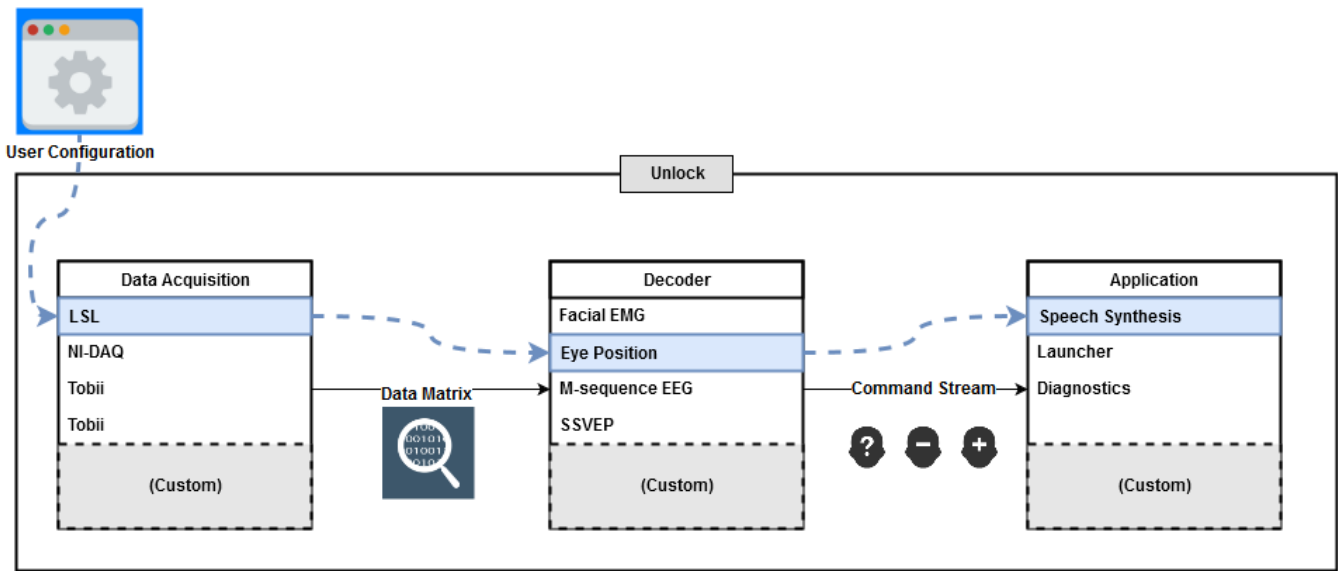 User Configuration
Unlock
Data Acquisition
LSL
NI-DAQ
Tobii
Tobii
(Custom)
Data Matrix
Decoder
Facial EMG
Eye Position
M-sequence EEG
SSVEP
(Custom)
Command Stream
?
−
+
Application
Speech Synthesis
Launcher
Diagnostics
(Custom)